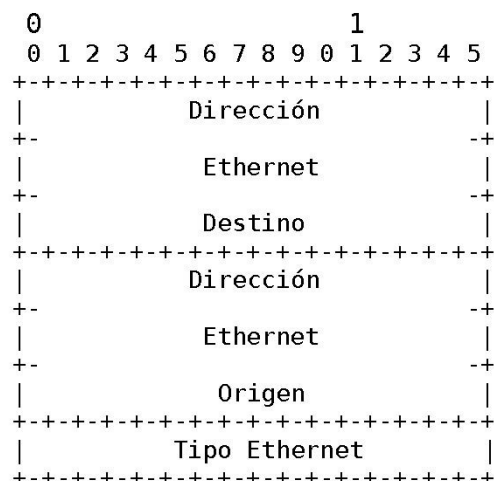 0                     1
0 1 2 3 4 5 6 7 8 9 0 1 2 3 4 5
+-+-+-+-+-+-+-+-+-+-+-+-+-+-+-+-+
|           Dirección           |
+-                             -+
|            Ethernet           |
+-                             -+
|            Destino            |
+-+-+-+-+-+-+-+-+-+-+-+-+-+-+-+-+
|           Dirección           |
+-                             -+
|            Ethernet           |
+-                             -+
|             Origen            |
+-+-+-+-+-+-+-+-+-+-+-+-+-+-+-+-+
|          Tipo Ethernet        |
+-+-+-+-+-+-+-+-+-+-+-+-+-+-+-+-+